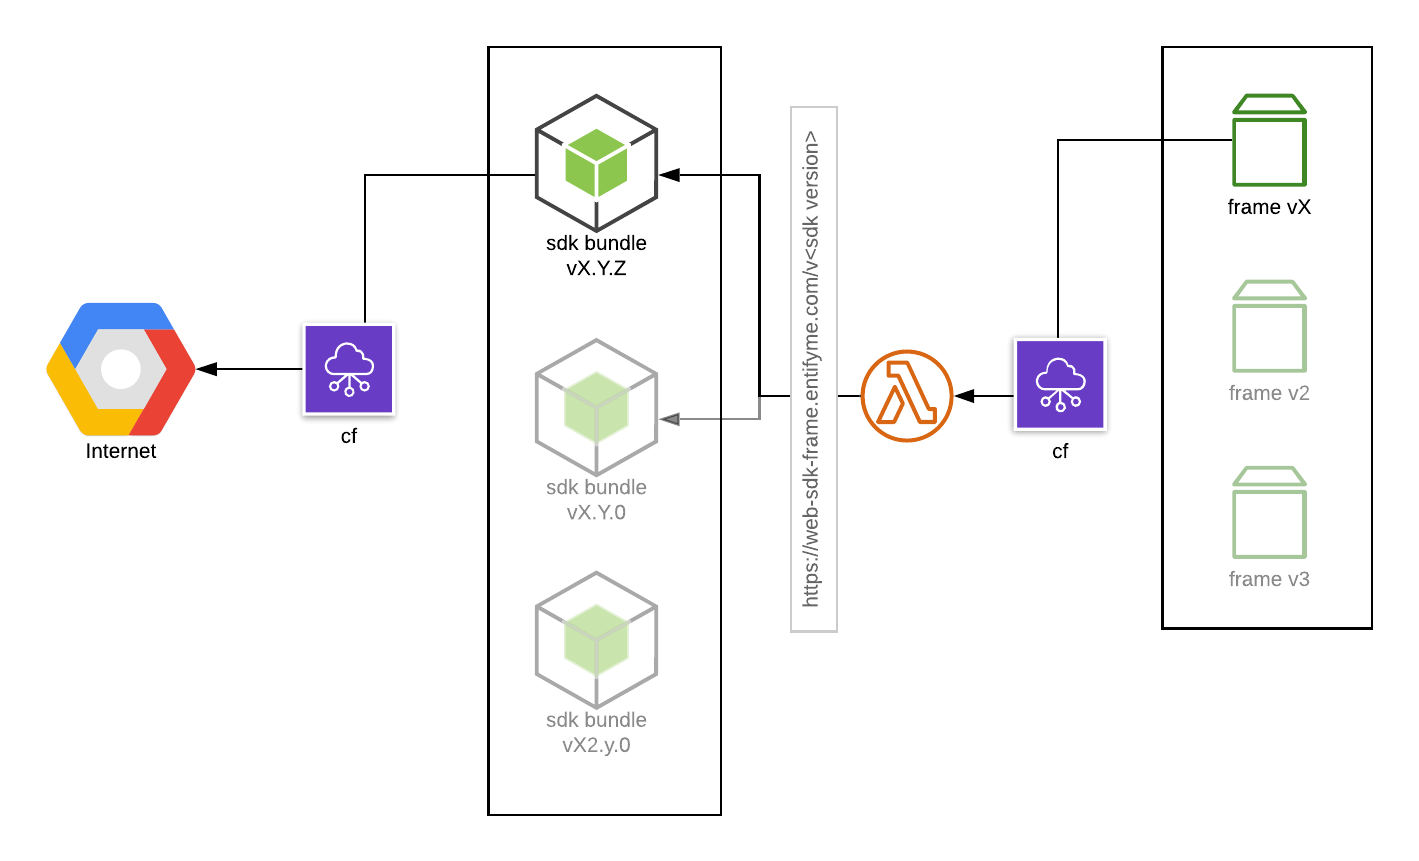 Internet
cf
sdk bundle
vX.Y.Z
sdk bundle
vX.Y.0
sdk bundle
vX2.y.0
https://web-sdk-frame.entifyme.com/v<sdk version>
cf
frame vX
frame v2
frame v3